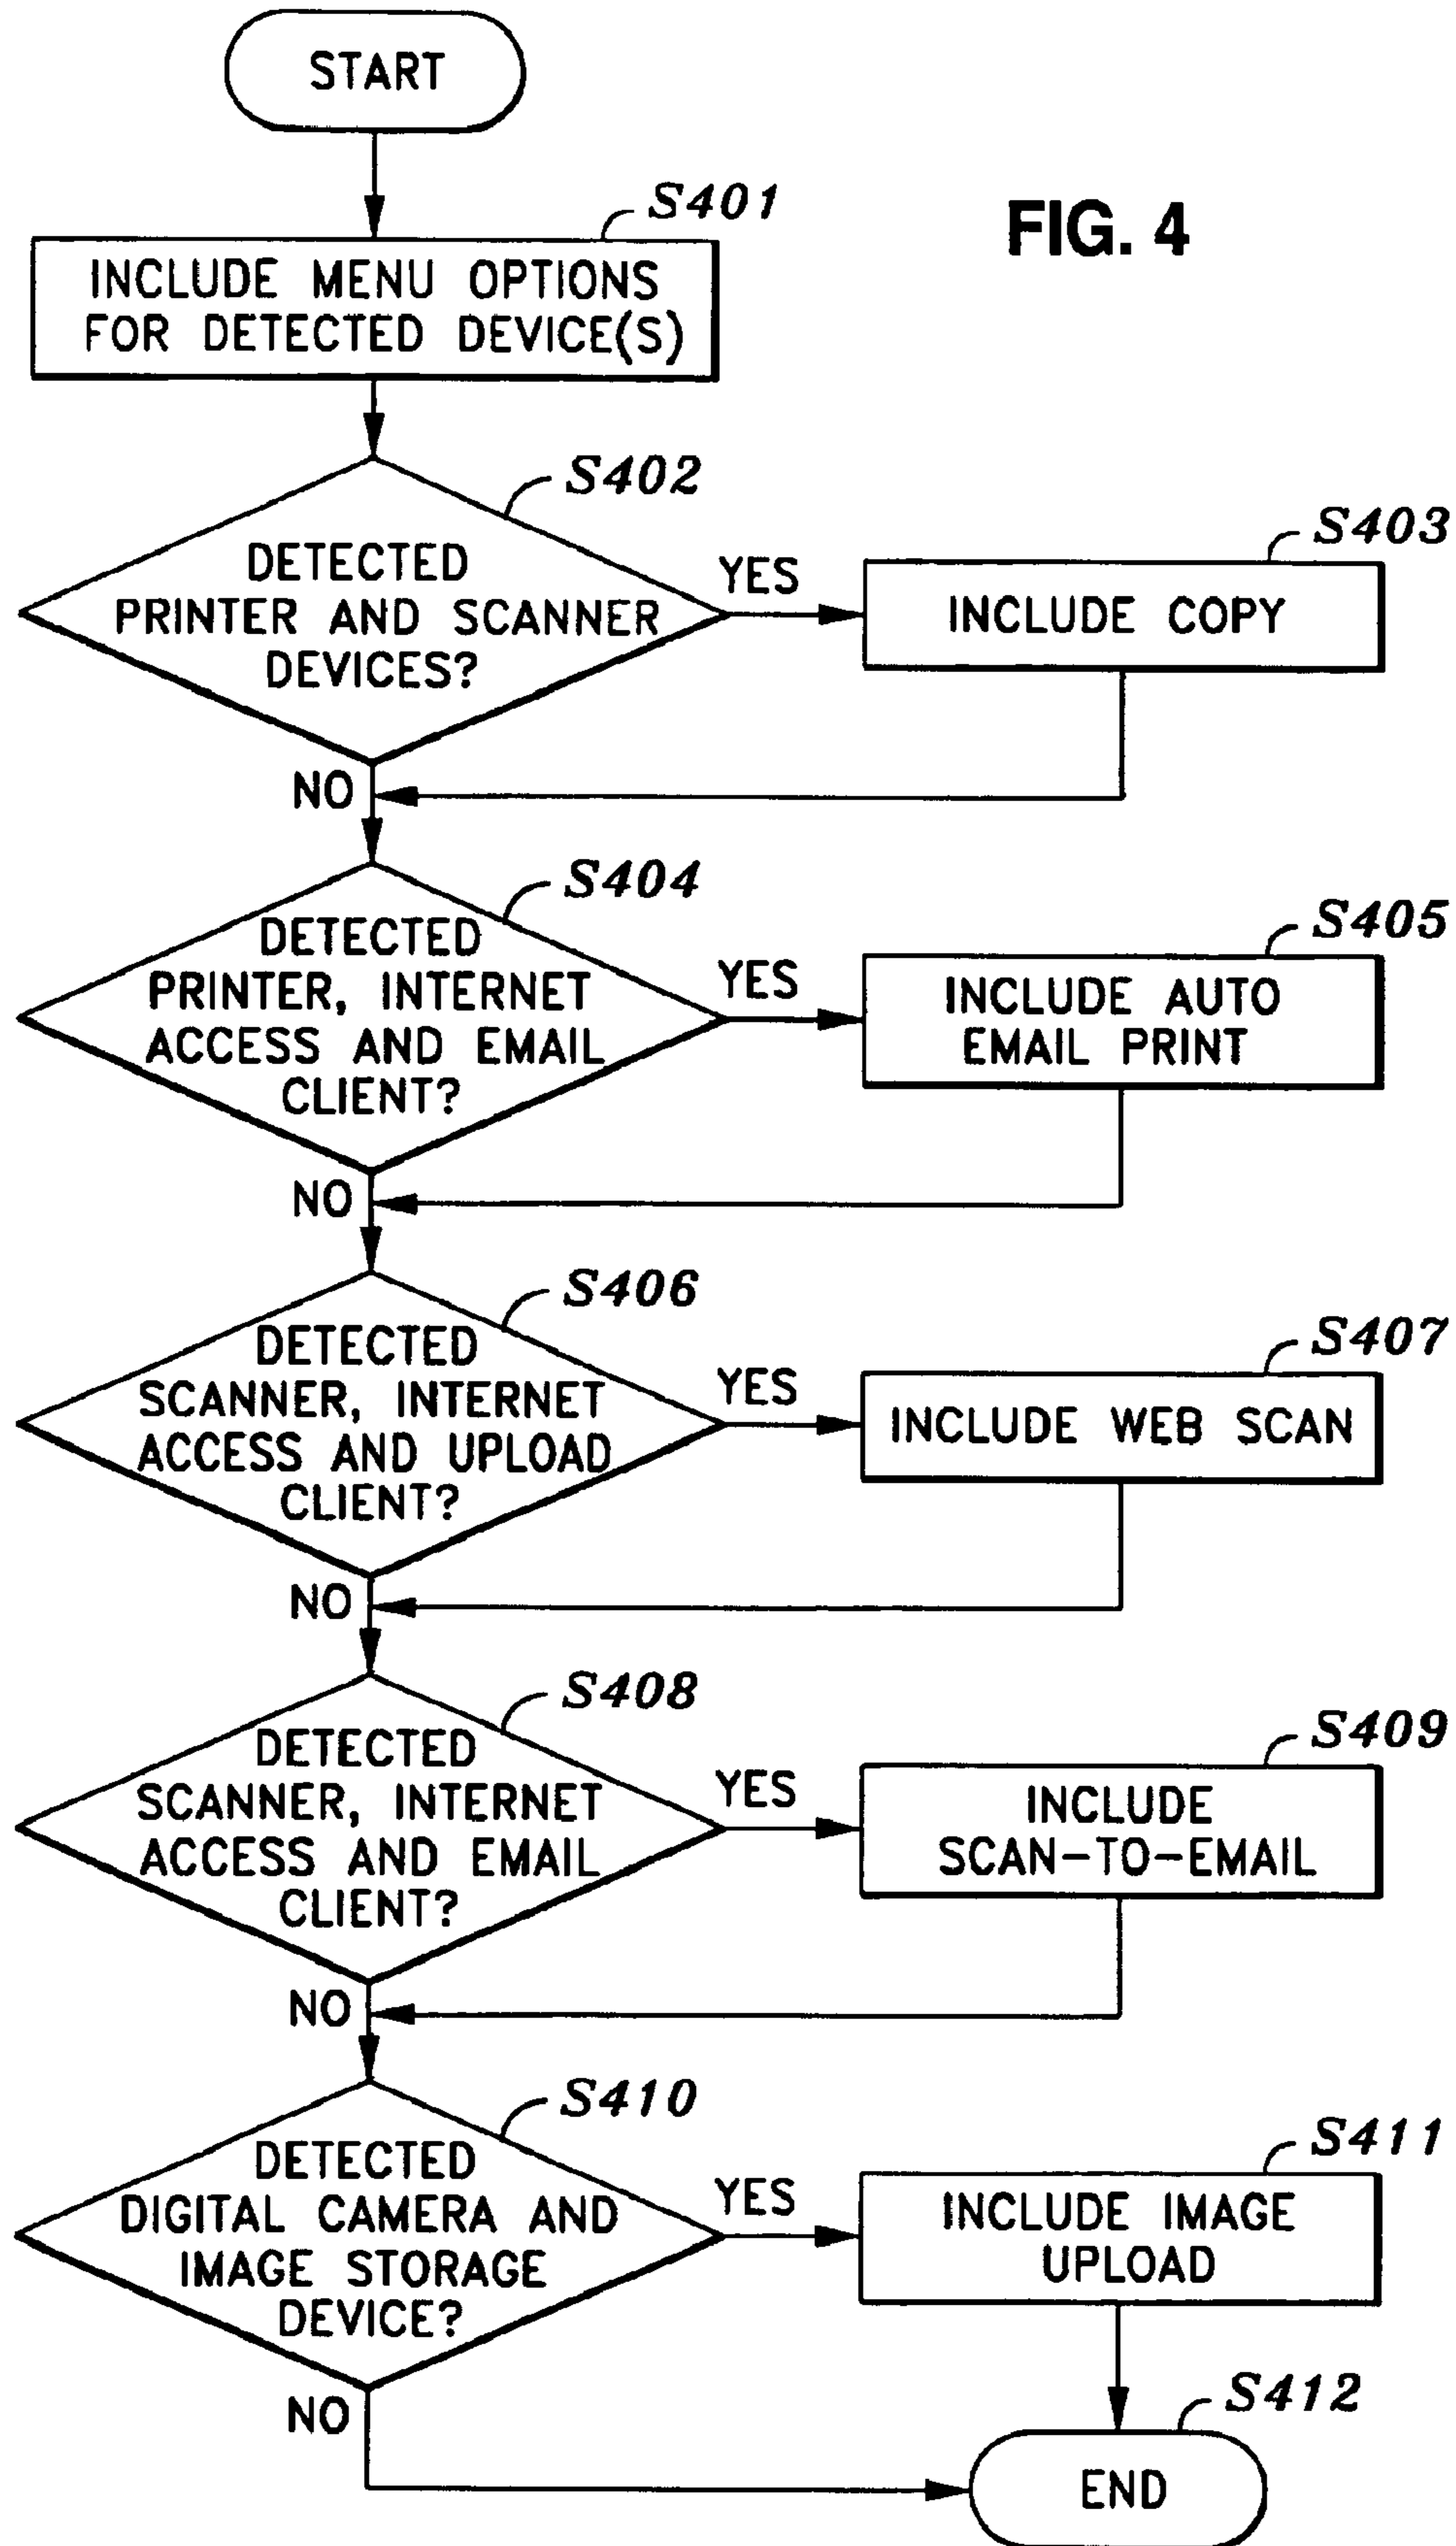 START
S401
FIG. 4
INCLUDE MENU OPTIONS
FOR DETECTED DEVICE(S)
S402
DETECTED
PRINTER AND SCANNER
DEVICES?
YES
S403
INCLUDE COPY
NO
S404
DETECTED
PRINTER, INTERNET
ACCESS AND EMAIL
CLIENT?
YES
S405
INCLUDE AUTO
EMAIL PRINT
NO
S406
DETECTED
SCANNER, INTERNET
ACCESS AND UPLOAD
CLIENT?
YES
S407
INCLUDE WEB SCAN
NO
S408
DETECTED
SCANNER, INTERNET
ACCESS AND EMAIL
CLIENT?
YES
S409
INCLUDE
SCAN-TO-EMAIL
NO
S410
DETECTED
DIGITAL CAMERA AND
IMAGE STORAGE
DEVICE?
YES
S411
INCLUDE IMAGE
UPLOAD
NO
S412
END